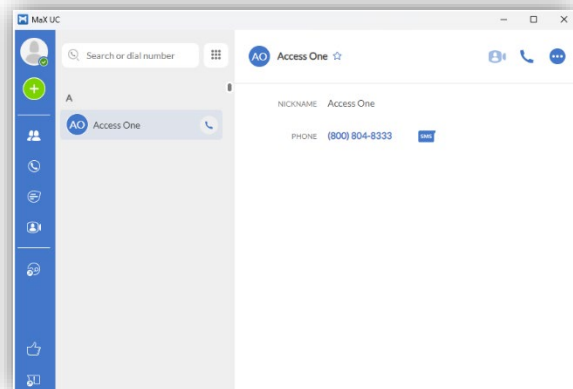 MaX UC
Search or dial number
AO Access One
A
AO Access One
NICKNAME Access One
PHONE (800) 804-8333 SMS